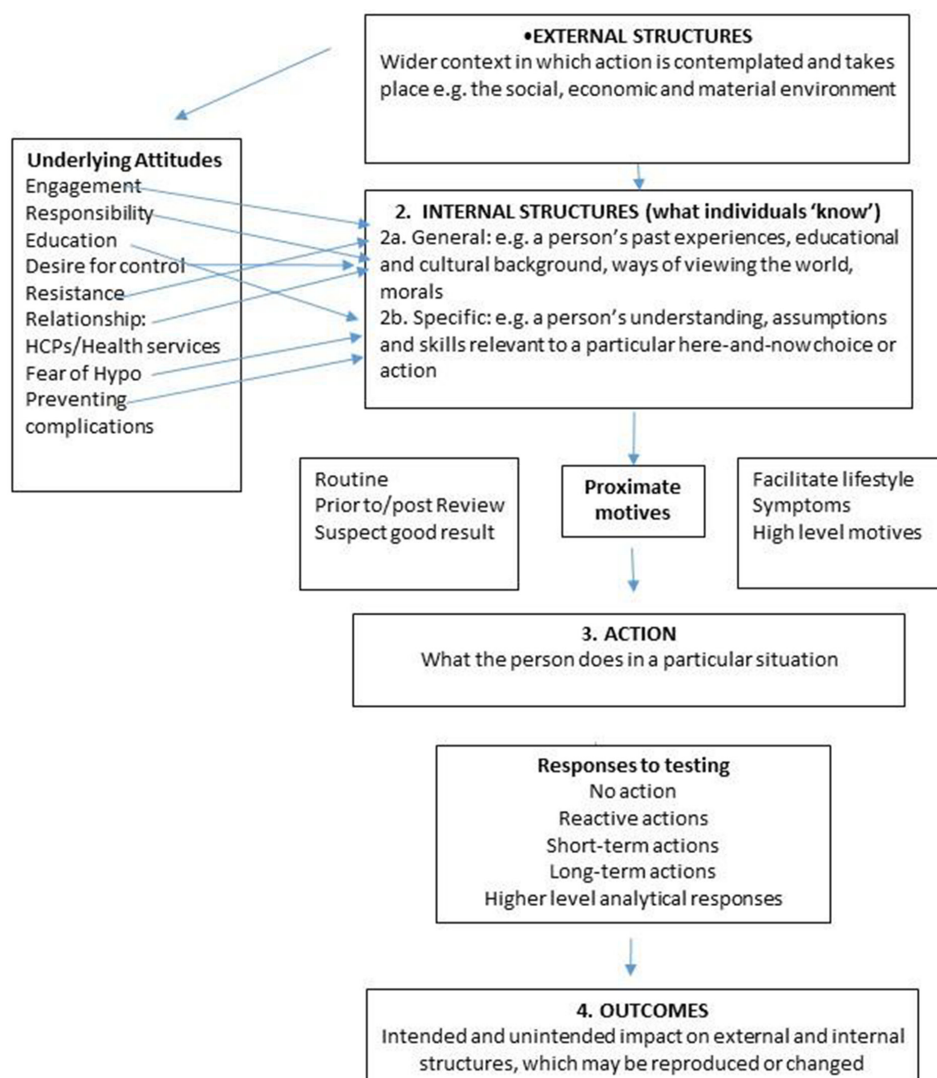 •EXTERNAL STRUCTURES
Wider context in which action is contemplated and takes
place e.g. the social, economic and material environment
Underlying Attitudes
Engagement
Responsibility
Education
Desire for control
Resistance
Relationship:
HCPs/Health services
Fear of Hypo
Preventing
complications
2. INTERNAL STRUCTURES (what individuals ‘know’)
2a. General: e.g. a person’s past experiences, educational
and cultural background, ways of viewing the world,
morals
2b. Specific: e.g. a person’s understanding, assumptions
and skills relevant to a particular here-and-now choice or
action
Routine
Prior to/post Review
Suspect good result
Proximate
motives
Facilitate lifestyle
Symptoms
High level motives
3. ACTION
What the person does in a particular situation
Responses to testing
No action
Reactive actions
Short-term actions
Long-term actions
Higher level analytical responses
4. OUTCOMES
Intended and unintended impact on external and internal
structures, which may be reproduced or changed